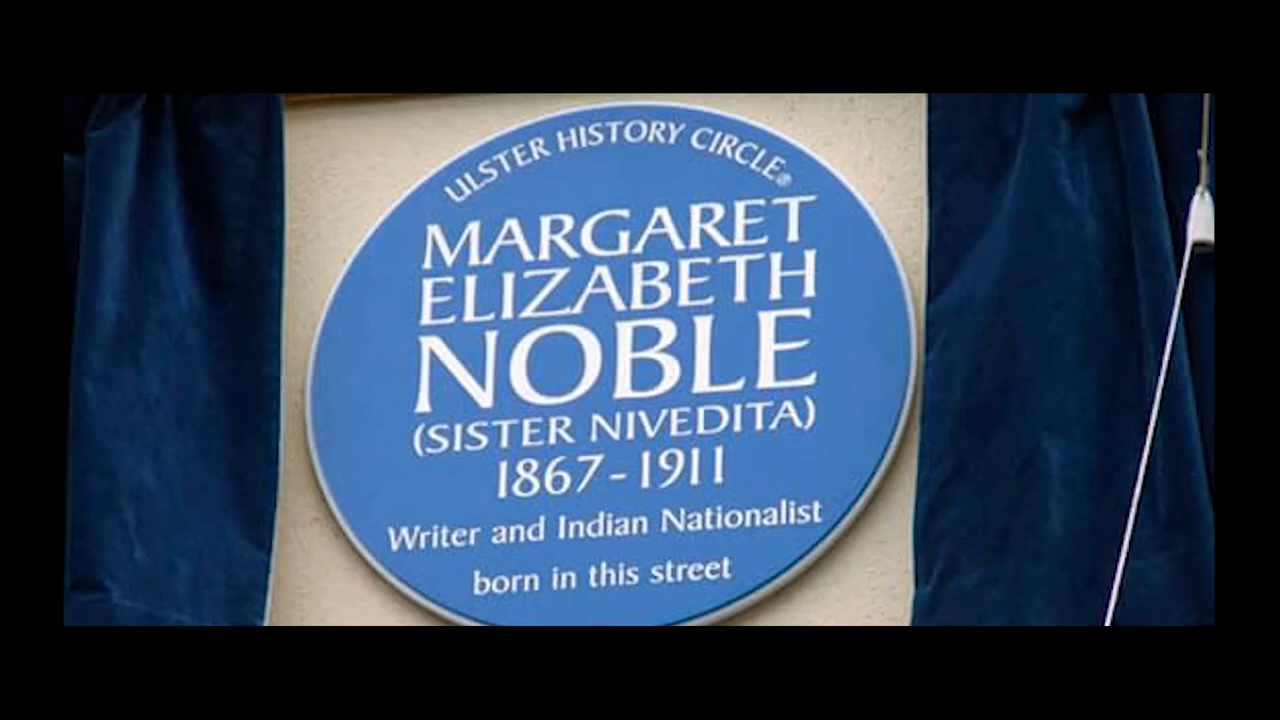 ULSTER HISTORY CIRCLE®
MARGARET
ELIZABETH
NOBLE
(SISTER NIVEDITA)
1867-1911
Writer and Indian Nationalist
born in this street